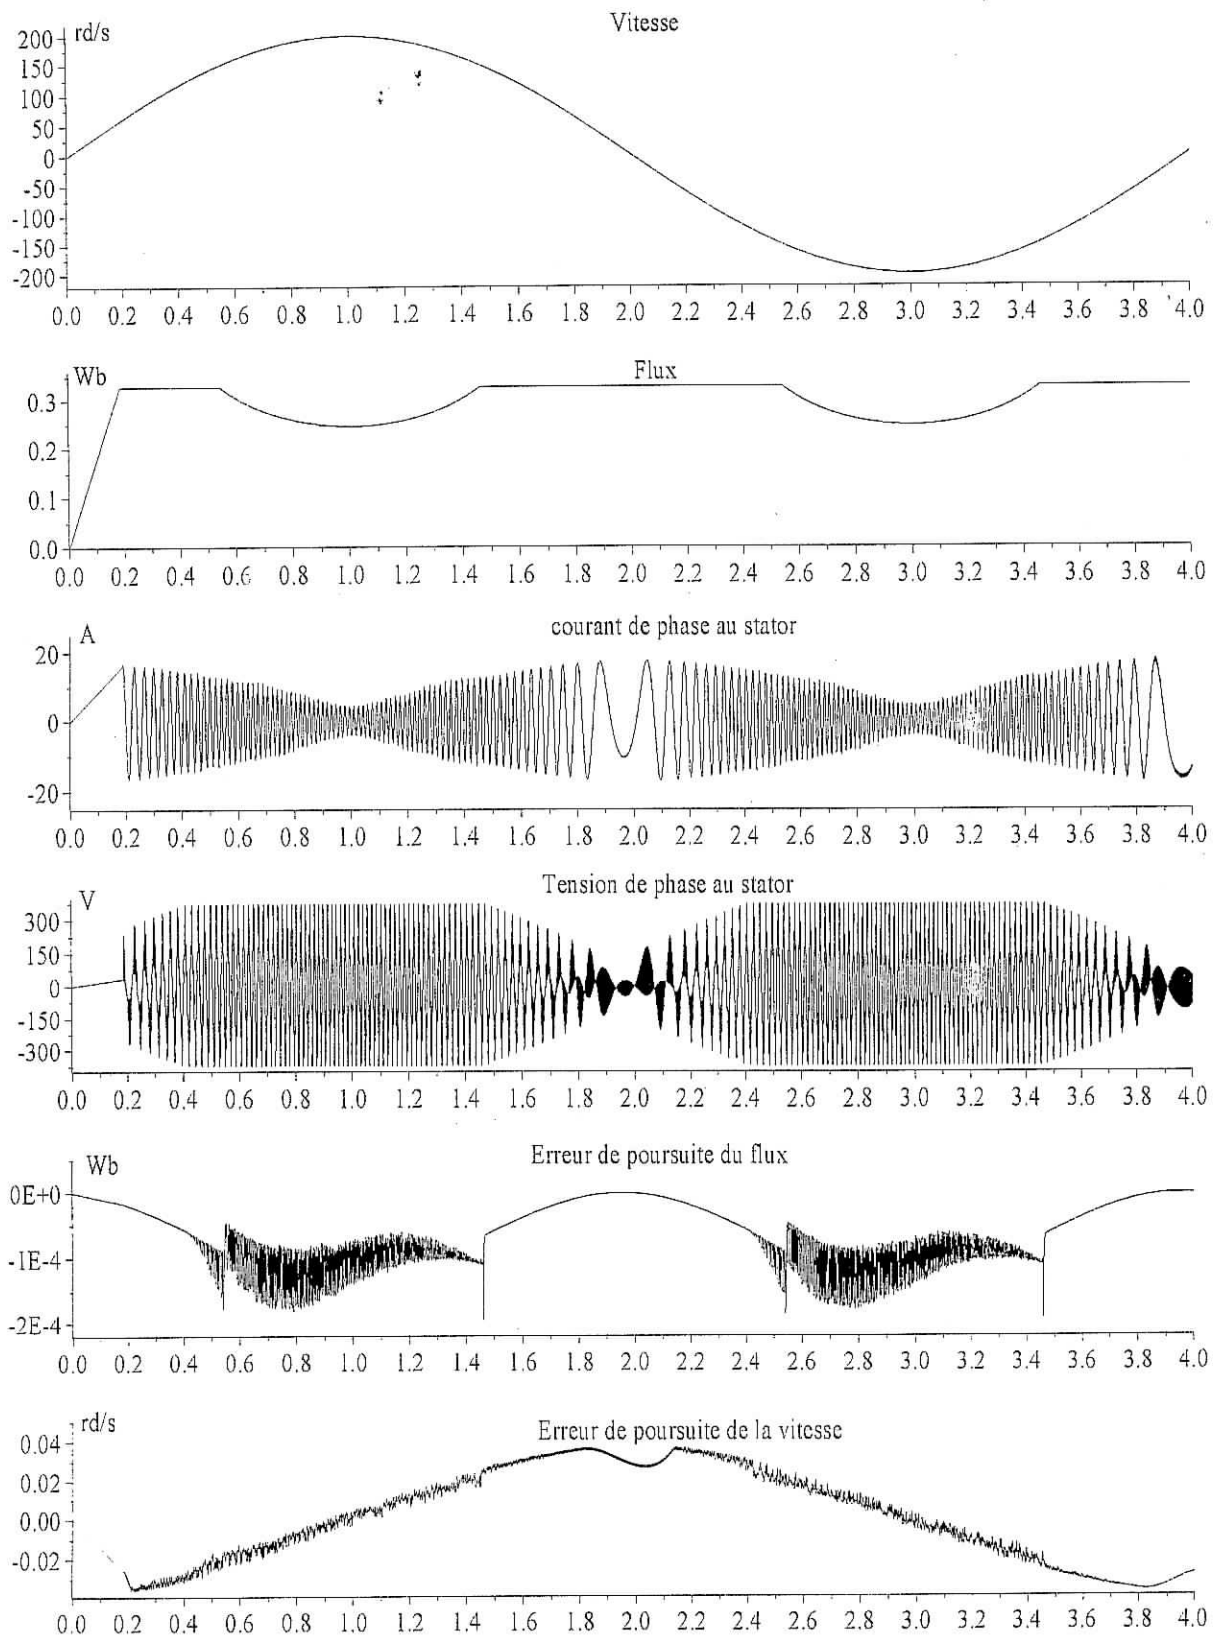 Vitesse
rd/s
200
150
100
50
0
-50
-100
-150
-200
0.0 0.2 0.4 0.6 0.8 1.0 1.2 1.4 1.6 1.8 2.0 2.2 2.4 2.6 2.8 3.0 3.2 3.4 3.6 3.8 4.0
Flux
Wb
0.3
0.2
0.1
0.0
0.0 0.2 0.4 0.6 0.8 1.0 1.2 1.4 1.6 1.8 2.0 2.2 2.4 2.6 2.8 3.0 3.2 3.4 3.6 3.8 4.0
courant de phase au stator
A
20
0
-20
0.0 0.2 0.4 0.6 0.8 1.0 1.2 1.4 1.6 1.8 2.0 2.2 2.4 2.6 2.8 3.0 3.2 3.4 3.6 3.8 4.0
Tension de phase au stator
V
300
150
0
-150
-300
0.0 0.2 0.4 0.6 0.8 1.0 1.2 1.4 1.6 1.8 2.0 2.2 2.4 2.6 2.8 3.0 3.2 3.4 3.6 3.8 4.0
Erreur de poursuite du flux
Wb
0E+0
-1E-4
-2E-4
0.0 0.2 0.4 0.6 0.8 1.0 1.2 1.4 1.6 1.8 2.0 2.2 2.4 2.6 2.8 3.0 3.2 3.4 3.6 3.8 4.0
Erreur de poursuite de la vitesse
rd/s
0.04
0.02
0.00
-0.02
0.0 0.2 0.4 0.6 0.8 1.0 1.2 1.4 1.6 1.8 2.0 2.2 2.4 2.6 2.8 3.0 3.2 3.4 3.6 3.8 4.0